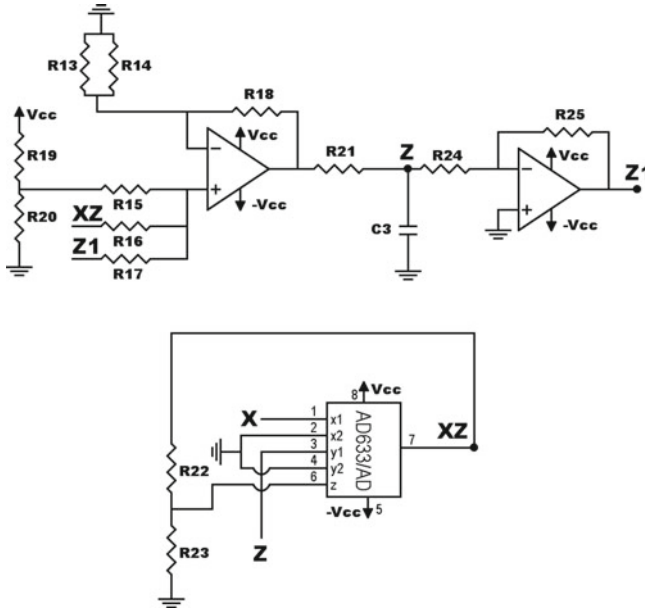 R13
R14
R18
Vcc
Vcc
R19
R20
R15
R16
R17
XZ
Z1
-Vcc
R21
Z
R24
C3
R25
Vcc
-Vcc
Z1
X
Z
R22
R23
1
2
3
4
6
x1
x2
y1
y2
z
AD633/AD
8
Vcc
7
XZ
-Vcc
5